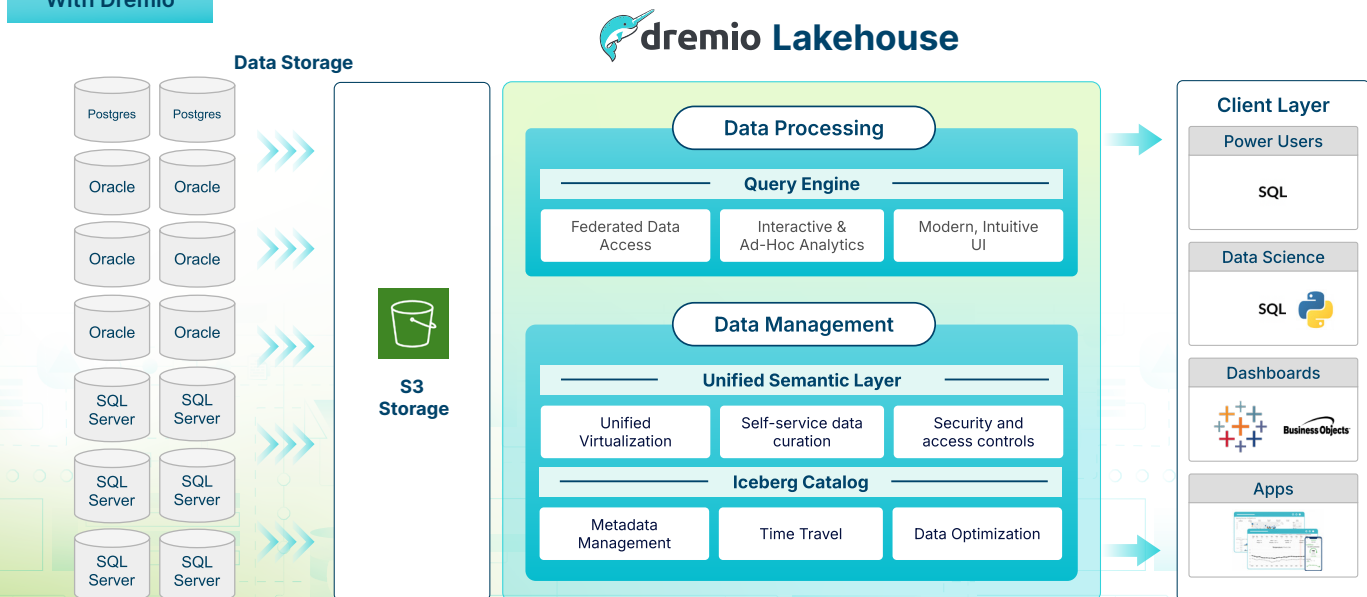 With Dremio
dremio Lakehouse
Data Storage
Postgres
Postgres
Oracle
Oracle
Oracle
Oracle
Oracle
Oracle
SQL
Server
SQL
Server
SQL
Server
SQL
Server
SQL
Server
SQL
Server
S3
Storage
Data Processing
Query Engine
Federated Data
Access
Interactive &
Ad-Hoc Analytics
Modern, Intuitive
UI
Data Management
Unified Semantic Layer
Unified
Virtualization
Self-service data
curation
Security and
access controls
Iceberg Catalog
Metadata
Management
Time Travel
Data Optimization
Client Layer
Power Users
SQL
Data Science
SQL
Dashboards
Business Objects
Apps